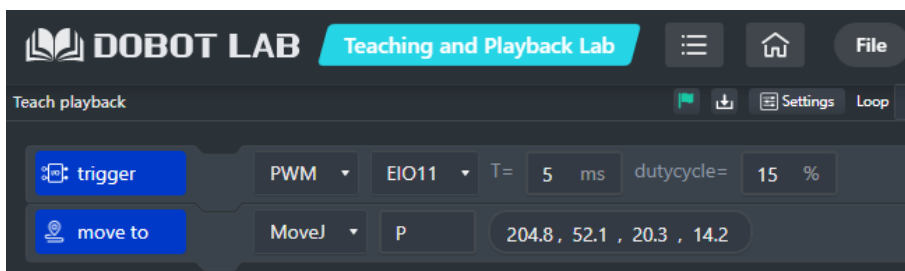 DOBOT LAB Teaching and Playback Lab File
Teach playback Settings Loop
trigger PWM EIO11 T= 5 ms dutycycle= 15 %
move to MoveJ P 204.8 , 52.1 , 20.3 , 14.2